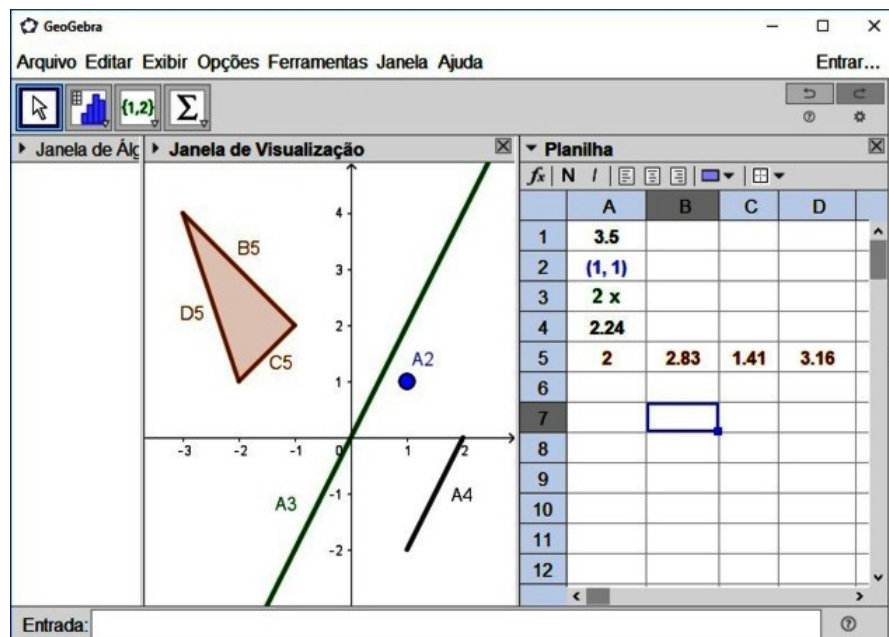 GeoGebra
Arquivo Editar Exibir Opções Ferramentas Janela Ajuda Entrar...
{1,2} Σ
Janela de Álg
Janela de Visualização
Planilha
fx N I
A B C D
1 3.5
2 (1, 1)
3 2 x
4 2.24
5 2 2.83 1.41 3.16
6
7
8
9
10
11
12
4
B5
3
D5
2
C5
A2
1
-3 -2 -1 0 1 2
A3
-1
A4
-2
Entrada: